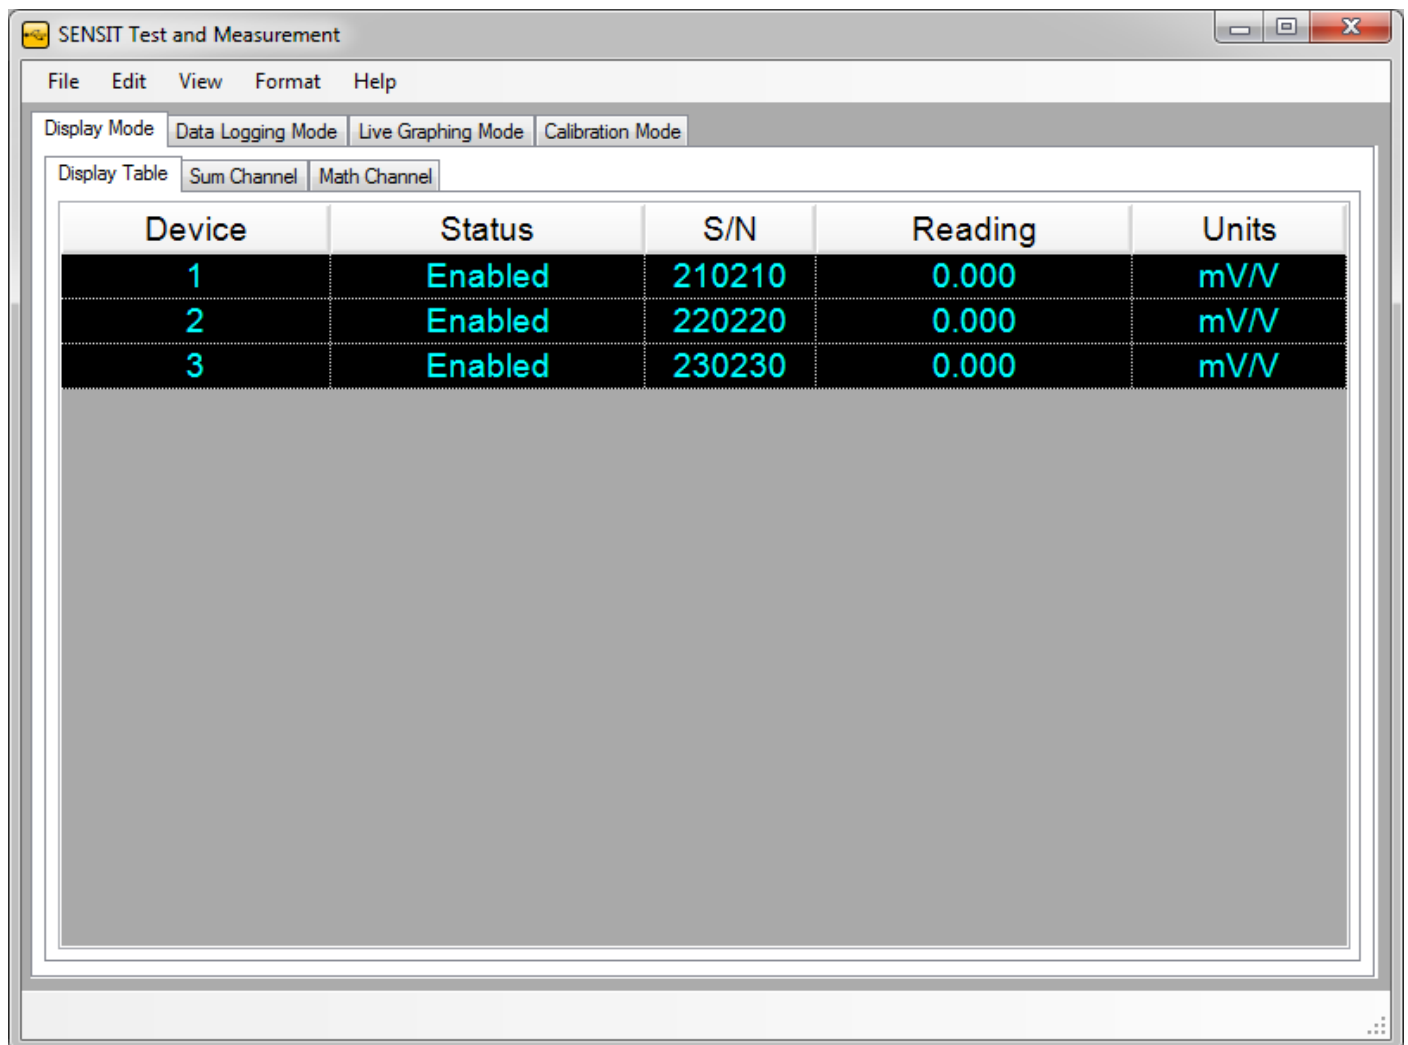 SENSIT Test and Measurement
File Edit View Format Help
Display Mode Data Logging Mode Live Graphing Mode Calibration Mode
Display Table Sum Channel Math Channel
Device Status S/N Reading Units
1 Enabled 210210 0.000 mV/V
2 Enabled 220220 0.000 mV/V
3 Enabled 230230 0.000 mV/V